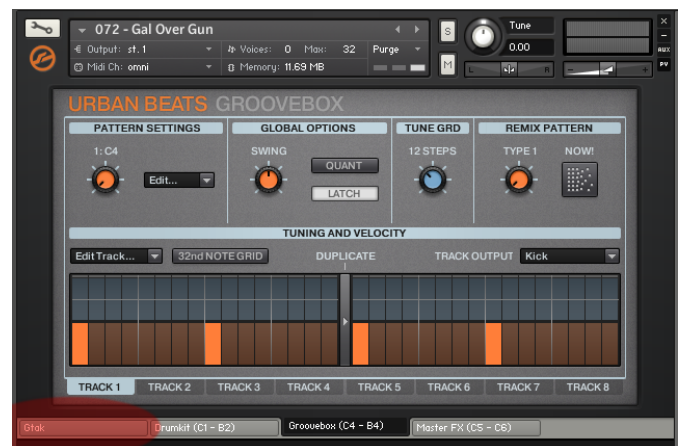 072 - Gal Over Gun
Output: st. 1 Voices: 0 Max: 32 Purge
Midi Ch: omni Memory: 11.69 MB
S
M
Tune
0.00
L R
- +
×
-
AUX
PV
URBAN BEATS GROOVEBOX
PATTERN SETTINGS GLOBAL OPTIONS TUNE GRD REMIX PATTERN
1: C4 SWING 12 STEPS TYPE 1 NOW!
Edit... QUANT
LATCH
TUNING AND VELOCITY
Edit Track... 32nd NOTE GRID DUPLICATE TRACK OUTPUT Kick
TRACK 1 TRACK 2 TRACK 3 TRACK 4 TRACK 5 TRACK 6 TRACK 7 TRACK 8
Gtak Drumkit (C1 - B2) Groovebox (C4 - B4) Master FX (C5 - C6)